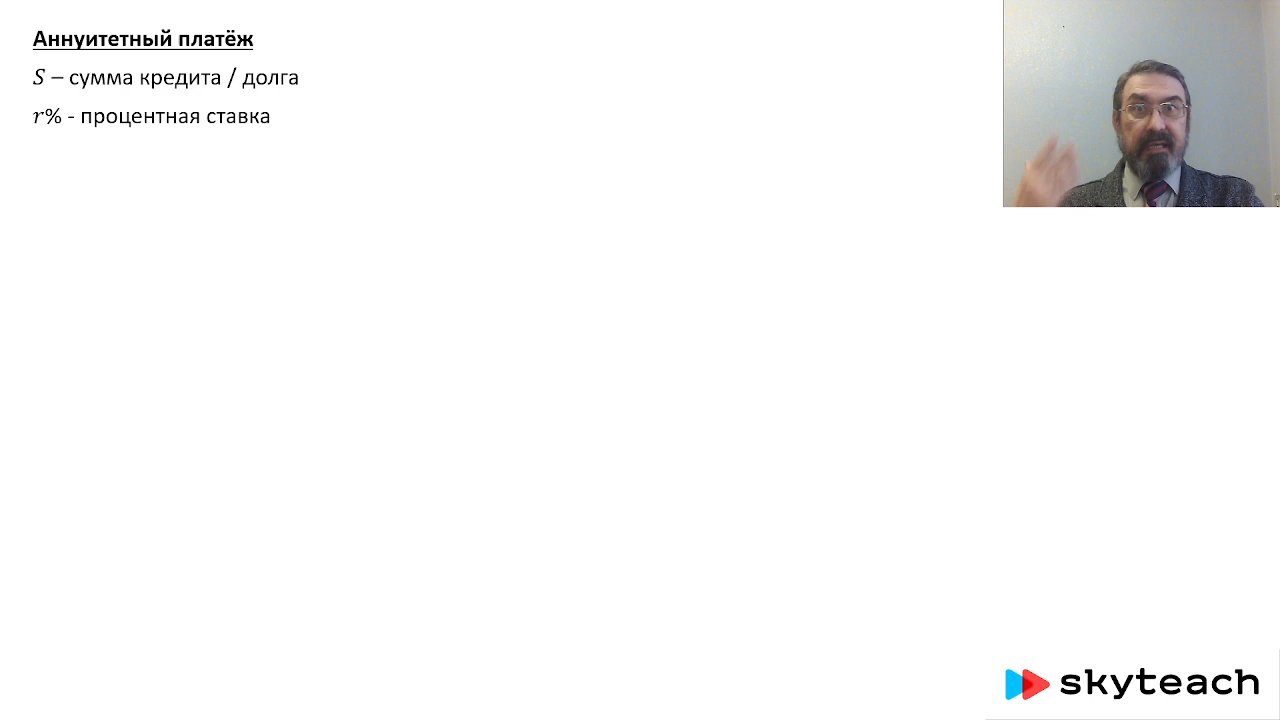 Аннуитетный платёж
S – сумма кредита / долга
r% - процентная ставка
skyteach